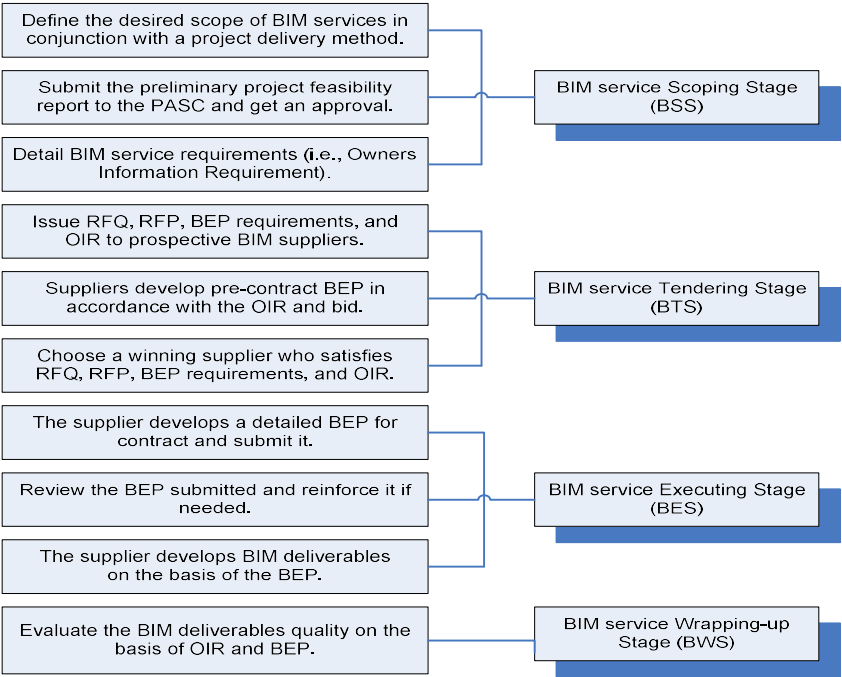 Define the desired scope of BIM services in
conjunction with a project delivery method.
Submit the preliminary project feasibility
report to the PASC and get an approval.
BIM service Scoping Stage
(BSS)
Detail BIM service requirements (i.e., Owners
Information Requirement).
Issue RFQ, RFP, BEP requirements, and
OIR to prospective BIM suppliers.
Suppliers develop pre-contract BEP in
accordance with the OIR and bid.
BIM service Tendering Stage
(BTS)
Choose a winning supplier who satisfies
RFQ, RFP, BEP requirements, and OIR.
The supplier develops a detailed BEP for
contract and submit it.
Review the BEP submitted and reinforce it if
needed.
BIM service Executing Stage
(BES)
The supplier develops BIM deliverables
on the basis of the BEP.
Evaluate the BIM deliverables quality on the
basis of OIR and BEP.
BIM service Wrapping-up
Stage (BWS)